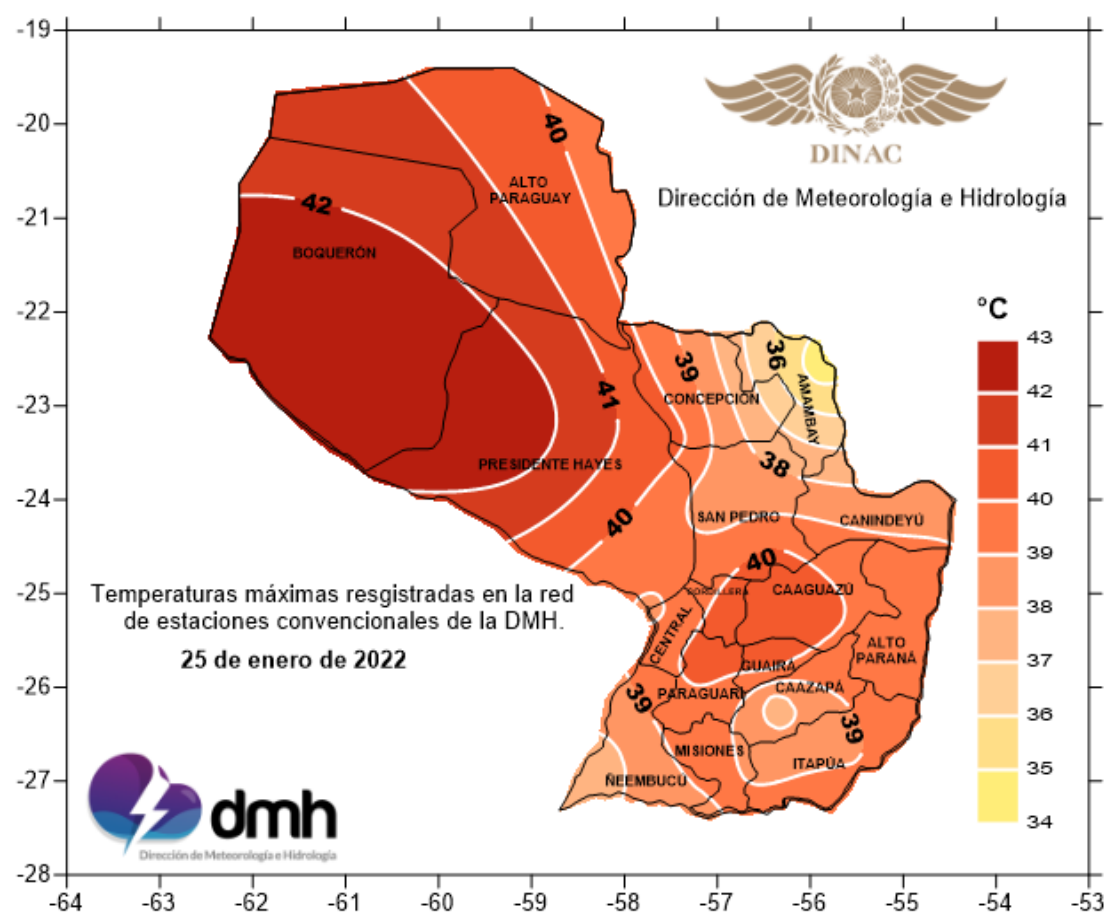 -19
-20
-21
-22
-23
-24
-25
-26
-27
-28
-64
-63
-62
-61
-60
-59
-58
-57
-56
-55
-54
-53
DINAC
Dirección de Meteorología e Hidrología
40
ALTO
PARAGUAY
42
BOQUERÓN
41
PRESIDENTE HAYES
40
39
CONCEPCIÓN
36
AMAMBAY
38
SAN PEDRO
CANINDEYÚ
40
CORDILLERA
CAAGUAZÚ
CENTRAL
ALTO
PARANÁ
GUAIRA
CAAZAPÁ
PARAGUARI
39
39
MISIONES
ITAPÚA
ÑEEMBUCÚ
°C
43
42
41
40
39
38
37
36
35
34
Temperaturas máximas resgistradas en la red
de estaciones convencionales de la DMH.
25 de enero de 2022
dmh
Dirección de Meteorología e Hidrología